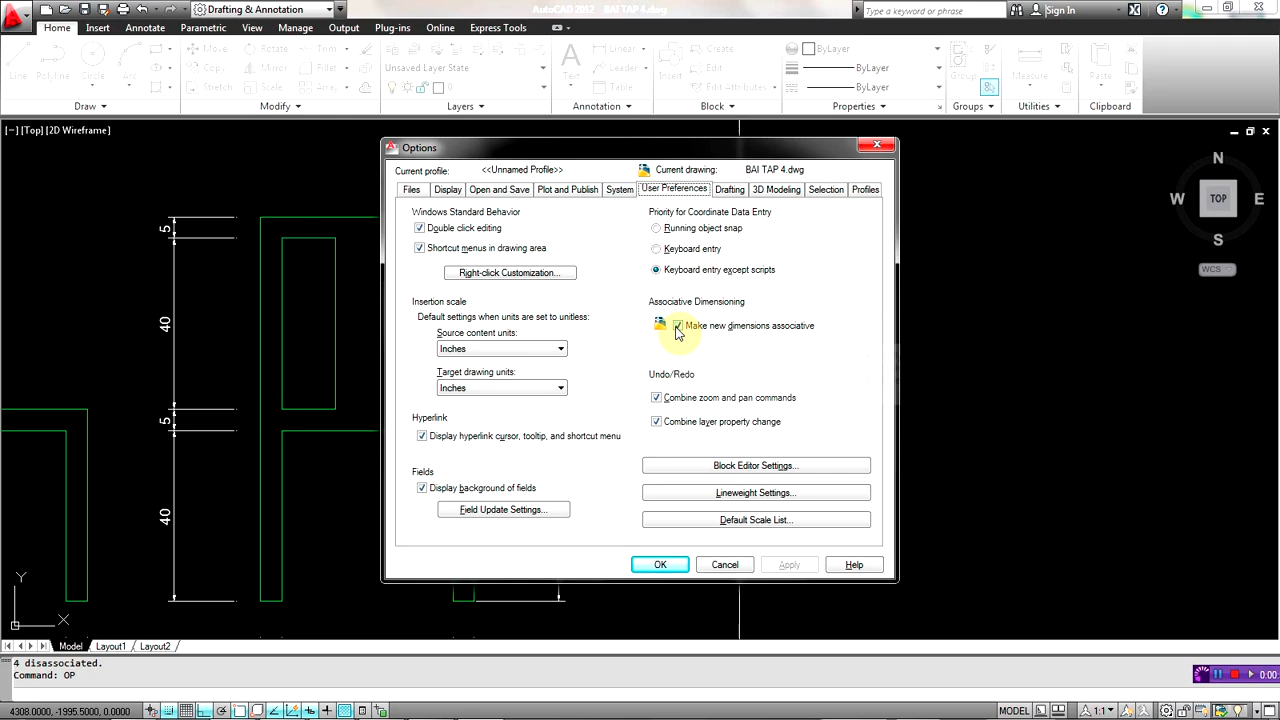 Drafting & Annotation
AutoCAD 2012 BAI TAP 4.dwg
Type a keyword or phrase
Sign In
Home Insert Annotate Parametric View Manage Output Plug-ins Online Express Tools
Line Polyline Circle Arc
Move Rotate Trim
Copy Mirror Fillet
Stretch Scale Array
Unsaved Layer State
0
Text
Linear
Leader
Table
Insert
Create
Edit
Edit Attributes
ByLayer
ByLayer
ByLayer
Group
Measure
Paste
Draw Modify Layers Annotation Block Properties Groups Utilities Clipboard
[−] [Top] [2D Wireframe]
N
W TOP E
S
WCS
5
40
5
40
Options
Current profile: <<Unnamed Profile>> Current drawing: BAI TAP 4.dwg
Files Display Open and Save Plot and Publish System User Preferences Drafting 3D Modeling Selection Profiles
Windows Standard Behavior
Double click editing
Shortcut menus in drawing area
Right-click Customization...
Insertion scale
Default settings when units are set to unitless:
Source content units:
Inches
Target drawing units:
Inches
Hyperlink
Display hyperlink cursor, tooltip, and shortcut menu
Fields
Display background of fields
Field Update Settings...
Priority for Coordinate Data Entry
Running object snap
Keyboard entry
Keyboard entry except scripts
Associative Dimensioning
Make new dimensions associative
Undo/Redo
Combine zoom and pan commands
Combine layer property change
Block Editor Settings...
Lineweight Settings...
Default Scale List...
OK Cancel Apply Help
Y
X
Model Layout1 Layout2
4 disassociated.
Command: OP
0:00
4308.0000, -1995.5000, 0.0000
MODEL
1:1